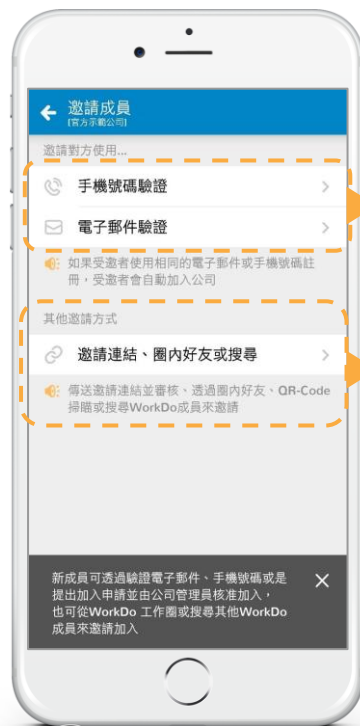 邀請成員
[官方示範公司]
邀請對方使用...
手機號碼驗證
電子郵件驗證
如果受邀者使用相同的電子郵件或手機號碼註
冊，受邀者會自動加入公司
其他邀請方式
邀請連結、圈內好友或搜尋
傳送邀請連結並審核、透過圈內好友、QR-Code
掃瞄或搜尋WorkDo成員來邀請
新成員可透過驗證電子郵件、手機號碼或是
提出加入申請並由公司管理員核准加入，
也可從WorkDo 工作圈或搜尋其他WorkDo
成員來邀請加入